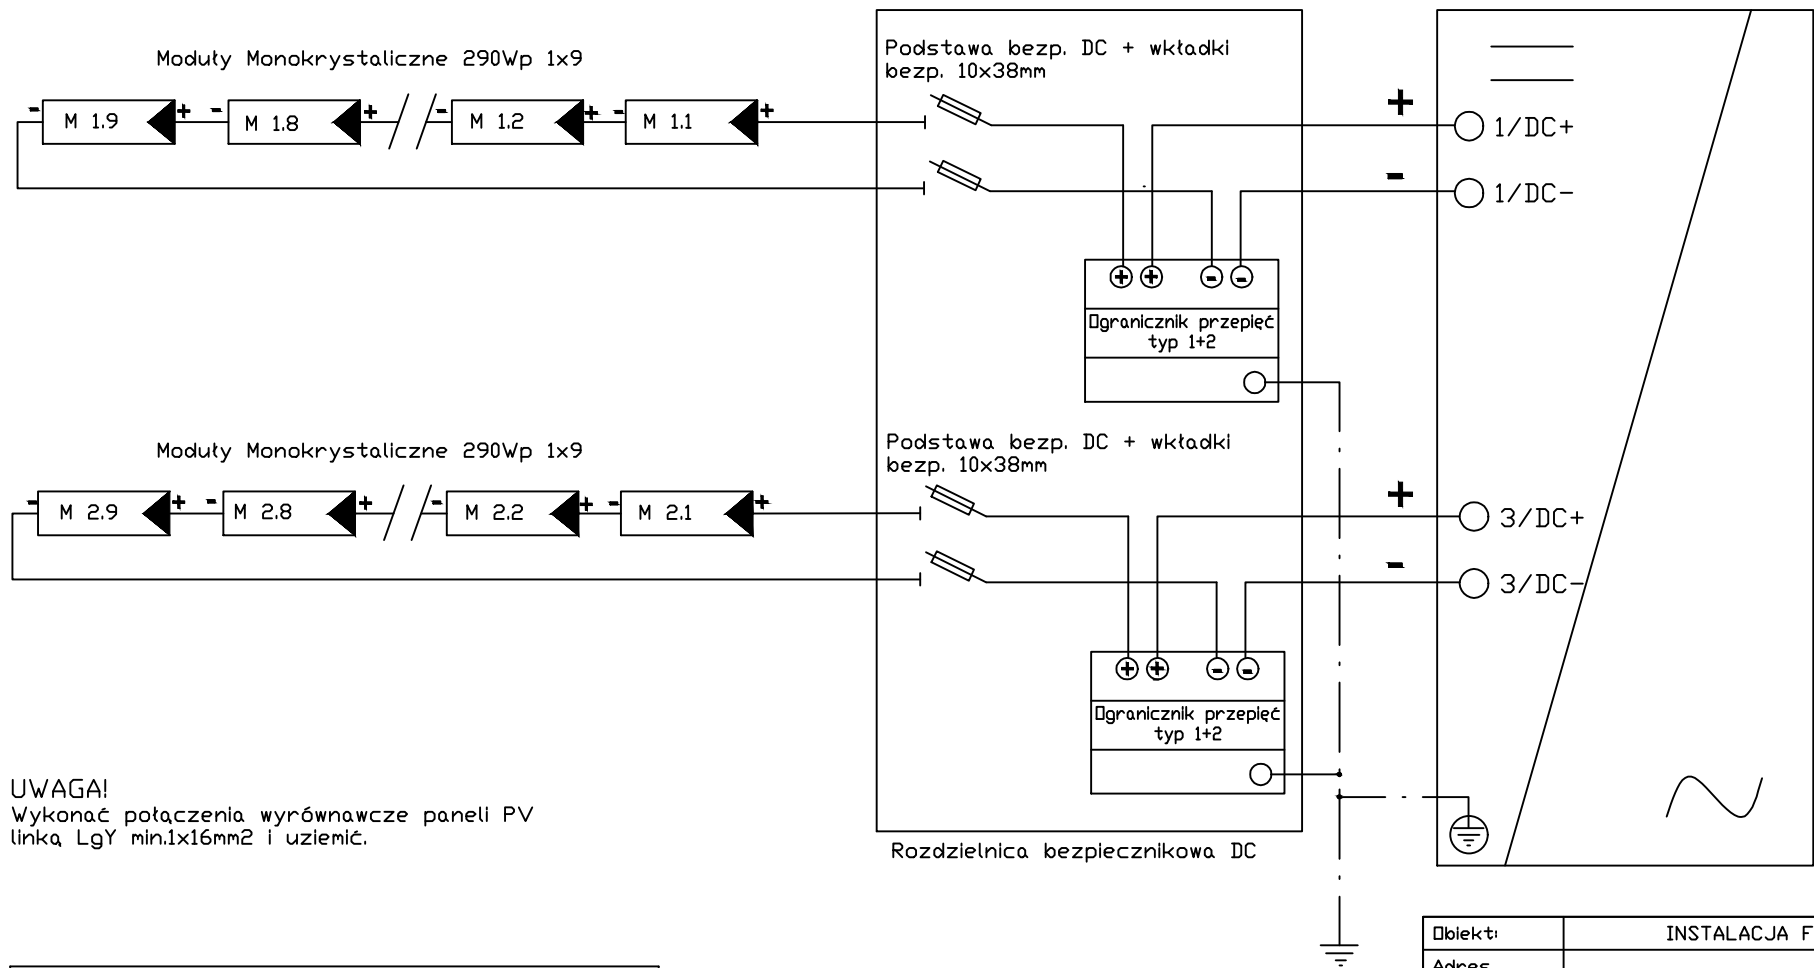 Moduły Monokrystaliczne 290Wp 1x9
- M 1.9 + - M 1.8 + - M 1.2 + - M 1.1 +
Podstawa bezp. DC + wkładki
bezp. 10x38mm
+
1/DC+
-
1/DC-
+ + - -
Ogranicznik przepięć
typ 1+2
Moduły Monokrystaliczne 290Wp 1x9
- M 2.9 + - M 2.8 + - M 2.2 + - M 2.1 +
Podstawa bezp. DC + wkładki
bezp. 10x38mm
+
3/DC+
-
3/DC-
+ + - -
Ogranicznik przepięć
typ 1+2
UWAGA!
Wykonać połączenia wyrównawcze paneli PV
linką LgY min.1x16mm2 i uziemić.
Rozdzielnica bezpiecznikowa DC
Obiekt: INSTALACJA F
Adres